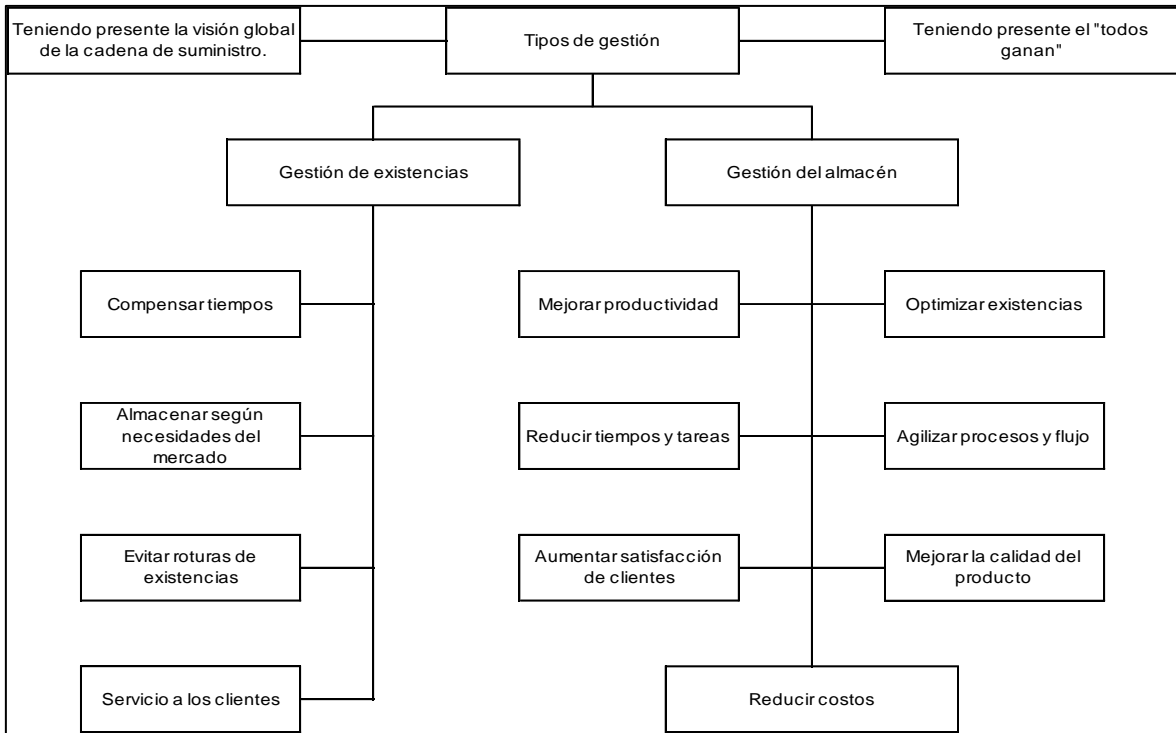 Teniendo presente la visión global
de la cadena de suministro.
Tipos de gestión
Teniendo presente el "todos
ganan"
Gestión de existencias
Gestión del almacén
Compensar tiempos
Mejorar productividad
Optimizar existencias
Almacenar según
necesidades del
mercado
Reducir tiempos y tareas
Agilizar procesos y flujo
Evitar roturas de
existencias
Aumentar satisfacción
de clientes
Mejorar la calidad del
producto
Servicio a los clientes
Reducir costos